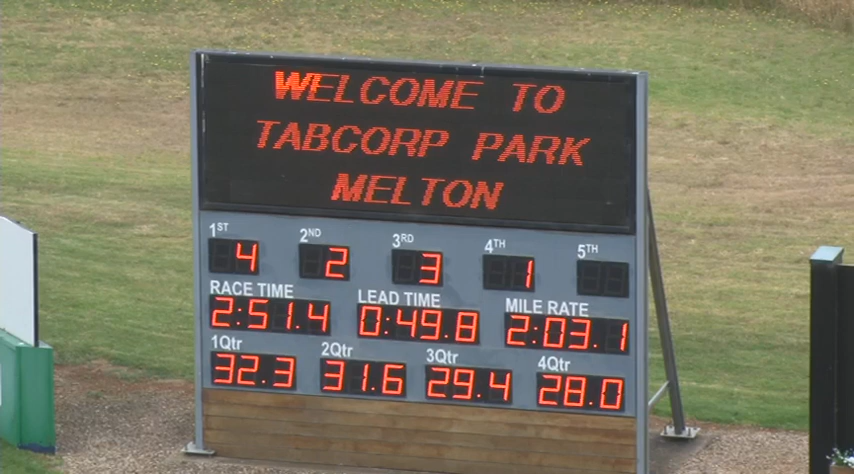 WELCOME TO
TABCORP PARK
MELTON
1ST 2ND 3RD 4TH 5TH
4 2 3 1
RACE TIME LEAD TIME MILE RATE
2:51.4 0:49.8 2:03.1
1Qtr 2Qtr 3Qtr 4Qtr
32.3 31.6 29.4 28.0